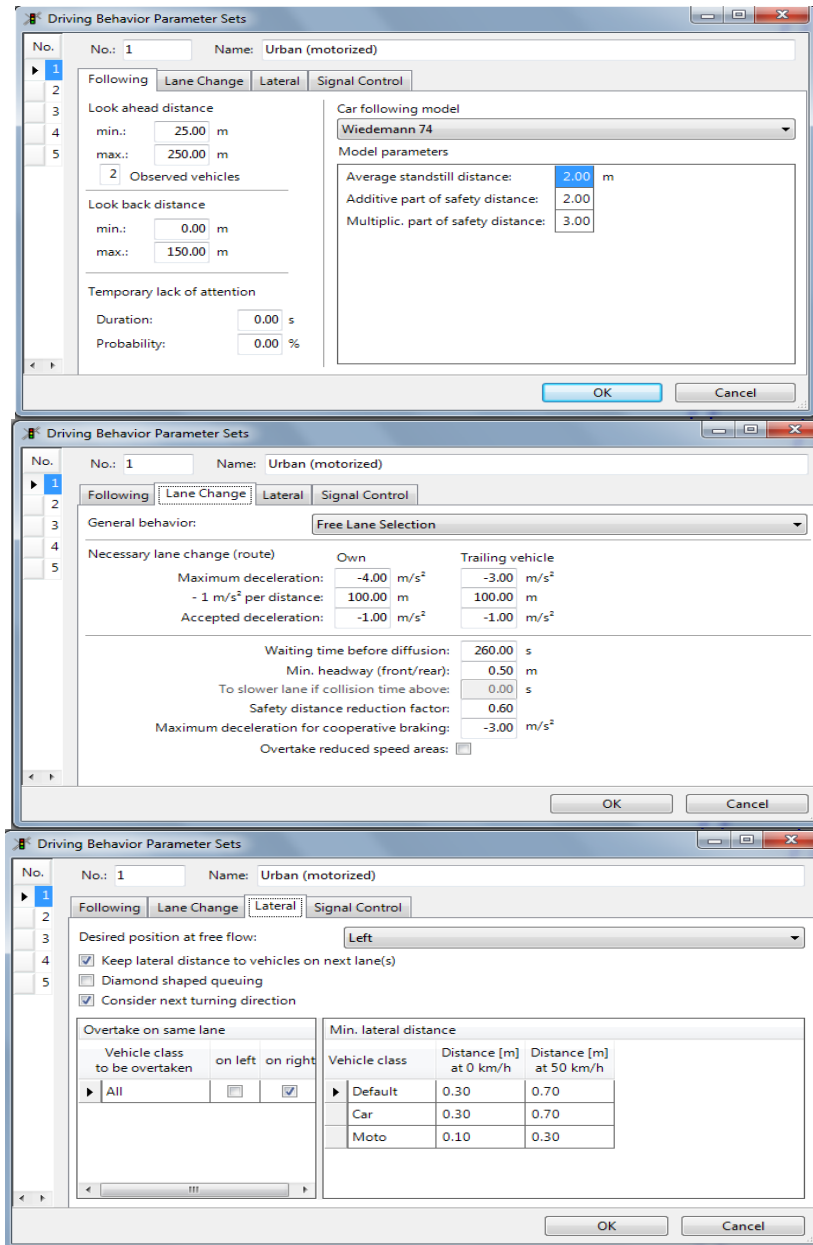 Driving Behavior Parameter Sets
No.
1
2
3
4
5
No.: 1 Name: Urban (motorized)
Following Lane Change Lateral Signal Control
Look ahead distance
min.: 25.00 m
max.: 250.00 m
2 Observed vehicles
Look back distance
min.: 0.00 m
max.: 150.00 m
Temporary lack of attention
Duration: 0.00 s
Probability: 0.00 %
Car following model
Wiedemann 74
Model parameters
Average standstill distance: 2.00 m
Additive part of safety distance: 2.00
Multiplic. part of safety distance: 3.00
OK Cancel
Driving Behavior Parameter Sets
No.
1
2
3
4
5
No.: 1 Name: Urban (motorized)
Following Lane Change Lateral Signal Control
General behavior: Free Lane Selection
Necessary lane change (route) Own Trailing vehicle
Maximum deceleration: -4.00 m/s² -3.00 m/s²
- 1 m/s² per distance: 100.00 m 100.00 m
Accepted deceleration: -1.00 m/s² -1.00 m/s²
Waiting time before diffusion: 260.00 s
Min. headway (front/rear): 0.50 m
To slower lane if collision time above: 0.00 s
Safety distance reduction factor: 0.60
Maximum deceleration for cooperative braking: -3.00 m/s²
Overtake reduced speed areas:
OK Cancel
Driving Behavior Parameter Sets
No.
1
2
3
4
5
No.: 1 Name: Urban (motorized)
Following Lane Change Lateral Signal Control
Desired position at free flow: Left
Keep lateral distance to vehicles on next lane(s)
Diamond shaped queuing
Consider next turning direction
Overtake on same lane
Vehicle class
to be overtaken on left on right
All
Min. lateral distance
Vehicle class Distance [m] Distance [m]
at 0 km/h at 50 km/h
Default 0.30 0.70
Car 0.30 0.70
Moto 0.10 0.30
OK Cancel